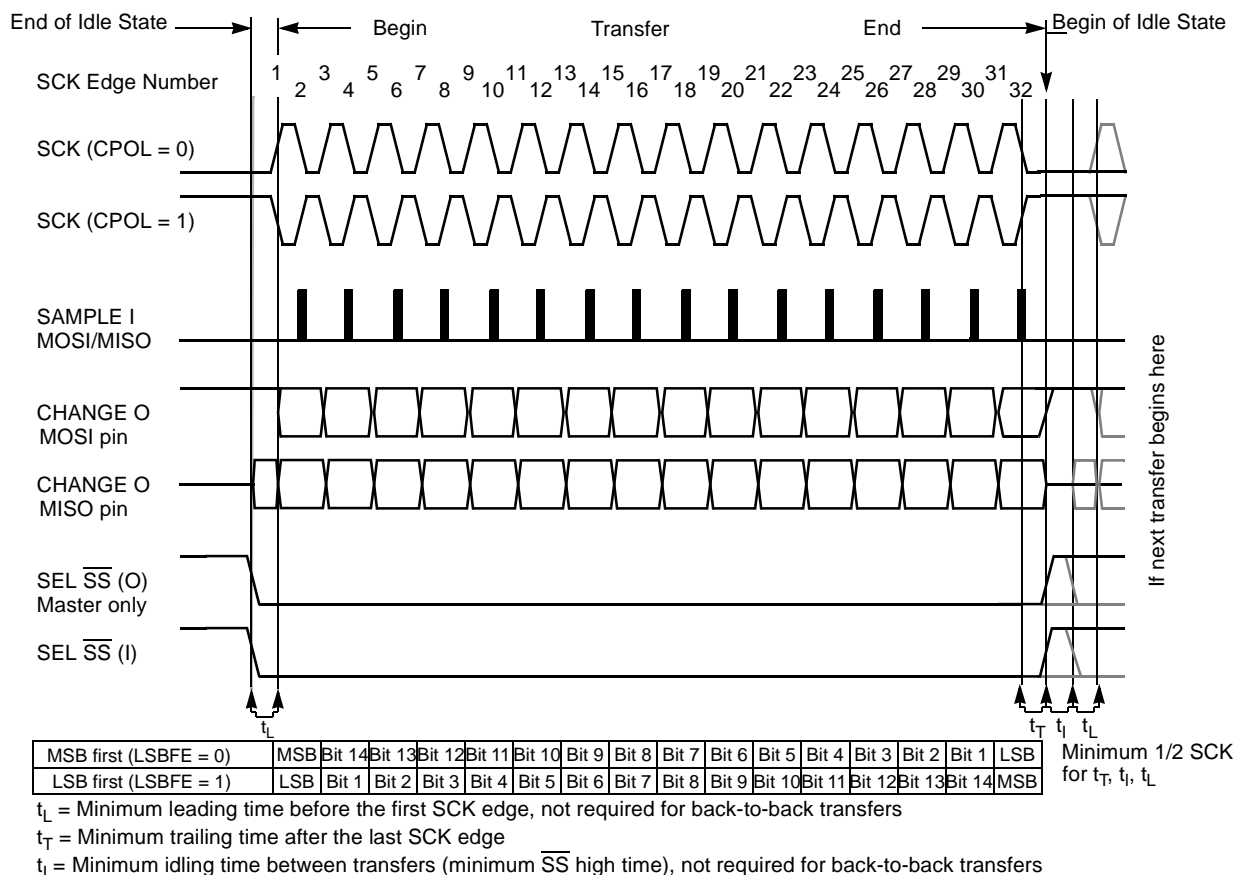 End of Idle State
Begin
Transfer
End
Begin of Idle State
SCK Edge Number
1 3 5 7 9 11 13 15 17 19 21 23 25 27 29 31
2 4 6 8 10 12 14 16 18 20 22 24 26 28 30 32
SCK (CPOL = 0)
SCK (CPOL = 1)
SAMPLE I
MOSI/MISO
CHANGE O
MOSI pin
CHANGE O
MISO pin
SEL SS (O)
Master only
SEL SS (I)
If next transfer begins here
tL
tT tI tL
MSB first (LSBFE = 0) MSB Bit 14 Bit 13 Bit 12 Bit 11 Bit 10 Bit 9 Bit 8 Bit 7 Bit 6 Bit 5 Bit 4 Bit 3 Bit 2 Bit 1 LSB
LSB first (LSBFE = 1) LSB Bit 1 Bit 2 Bit 3 Bit 4 Bit 5 Bit 6 Bit 7 Bit 8 Bit 9 Bit 10 Bit 11 Bit 12 Bit 13 Bit 14 MSB
Minimum 1/2 SCK
for tT, tI, tL
tL = Minimum leading time before the first SCK edge, not required for back-to-back transfers
tT = Minimum trailing time after the last SCK edge
tI = Minimum idling time between transfers (minimum SS high time), not required for back-to-back transfers